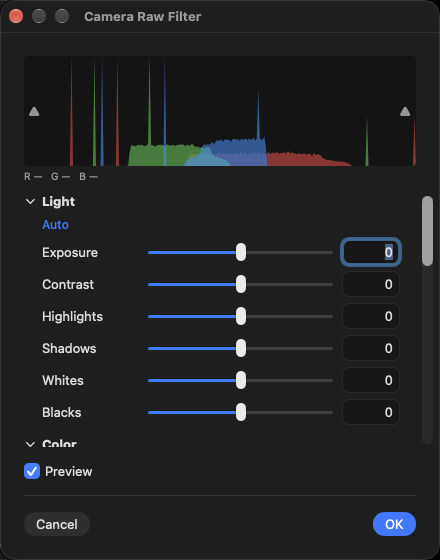 Camera Raw Filter
R — G — B —
Light
Auto
Exposure 0
Contrast 0
Highlights 0
Shadows 0
Whites 0
Blacks 0
Color
Preview
Cancel OK